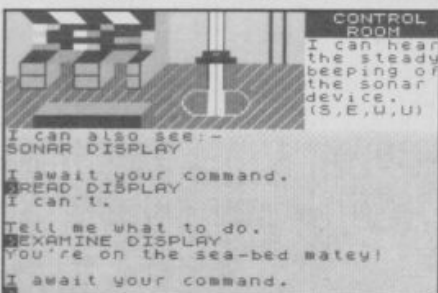 CONTROL
ROOM
I can hear
the steady
beeping of
the sonar
device.
(S,E,W,U)
I can also see:-
SONAR DISPLAY
I await your command.
READ DISPLAY
I can't.
Tell me what to do.
EXAMINE DISPLAY
You're on the sea-bed matey!
I await your command.